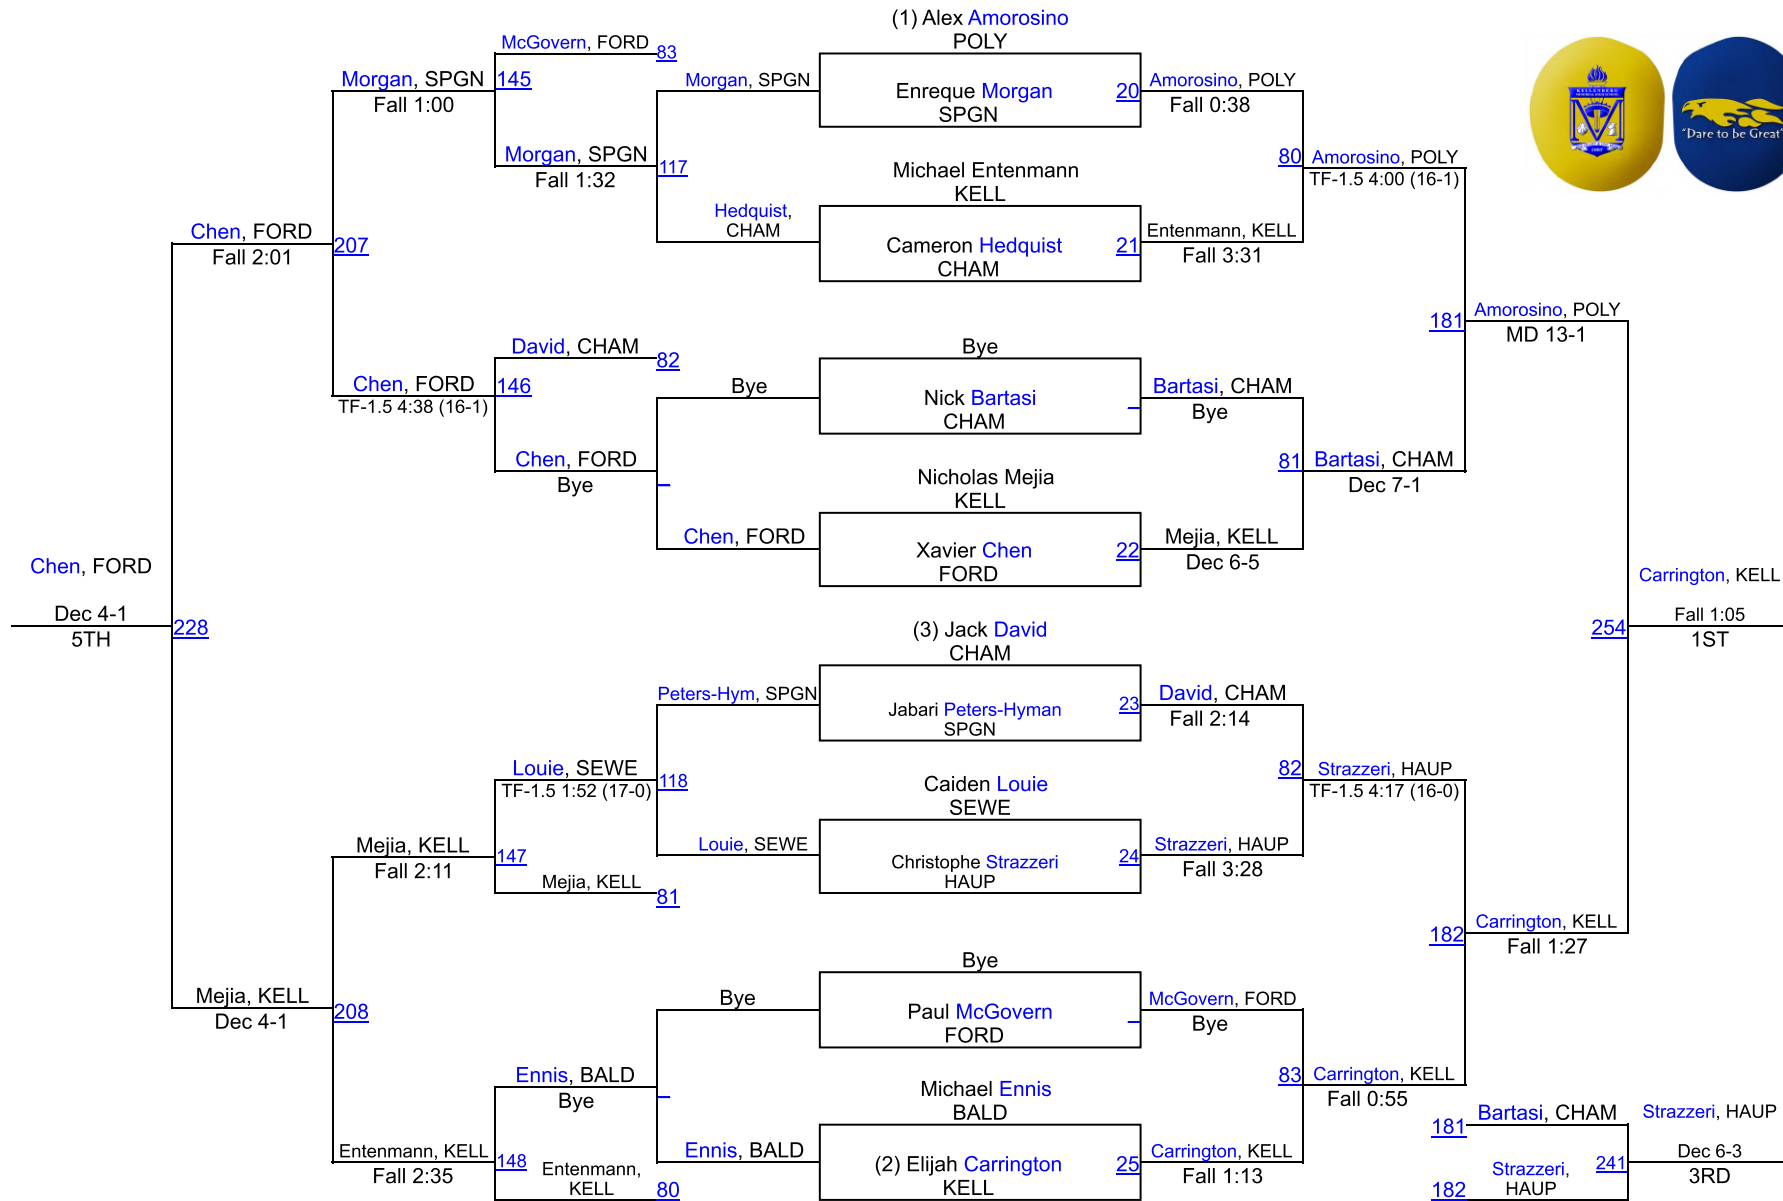 (1) Alex Amorosino
POLY
McGovern, FORD 83
Morgan, SPGN 145
Fall 1:00
Morgan, SPGN
Enreque Morgan 20
SPGN
Amorosino, POLY
Fall 0:38
KELLENBERG
"Dare to be Great"
Morgan, SPGN 117
Fall 1:32
Michael Entenmann
KELL
80 Amorosino, POLY
TF-1.5 4:00 (16-1)
Hedquist,
CHAM
Cameron Hedquist 21
CHAM
Entenmann, KELL
Fall 3:31
Chen, FORD 207
Fall 2:01
181 Amorosino, POLY
MD 13-1
David, CHAM 82
Bye
Chen, FORD 146
TF-1.5 4:38 (16-1)
Bye
Nick Bartasi
CHAM
Bartasi, CHAM
Bye
Chen, FORD
Bye
Nicholas Mejia
KELL
81 Bartasi, CHAM
Dec 7-1
Chen, FORD
Xavier Chen 22
FORD
Mejia, KELL
Dec 6-5
Chen, FORD
Dec 4-1
5TH
228
Carrington, KELL
254
Fall 1:05
1ST
(3) Jack David
CHAM
Peters-Hym, SPGN
Jabari Peters-Hyman 23
SPGN
David, CHAM
Fall 2:14
Louie, SEWE 118
TF-1.5 1:52 (17-0)
Caiden Louie
SEWE
82 Strazzeri, HAUP
TF-1.5 4:17 (16-0)
Mejia, KELL 147
Fall 2:11
Louie, SEWE
Christophe Strazzeri 24
HAUP
Strazzeri, HAUP
Fall 3:28
Mejia, KELL 81
182 Carrington, KELL
Fall 1:27
Bye
Mejia, KELL 208
Dec 4-1
Bye
Paul McGovern
FORD
McGovern, FORD
Bye
Ennis, BALD
Bye
Michael Ennis
BALD
83 Carrington, KELL
Fall 0:55
Entenmann, KELL 148
Fall 2:35
Ennis, BALD
(2) Elijah Carrington 25
KELL
Carrington, KELL
Fall 1:13
Entenmann,
KELL 80
181 Bartasi, CHAM
Strazzeri, HAUP
241
Dec 6-3
3RD
Strazzeri,
182 HAUP